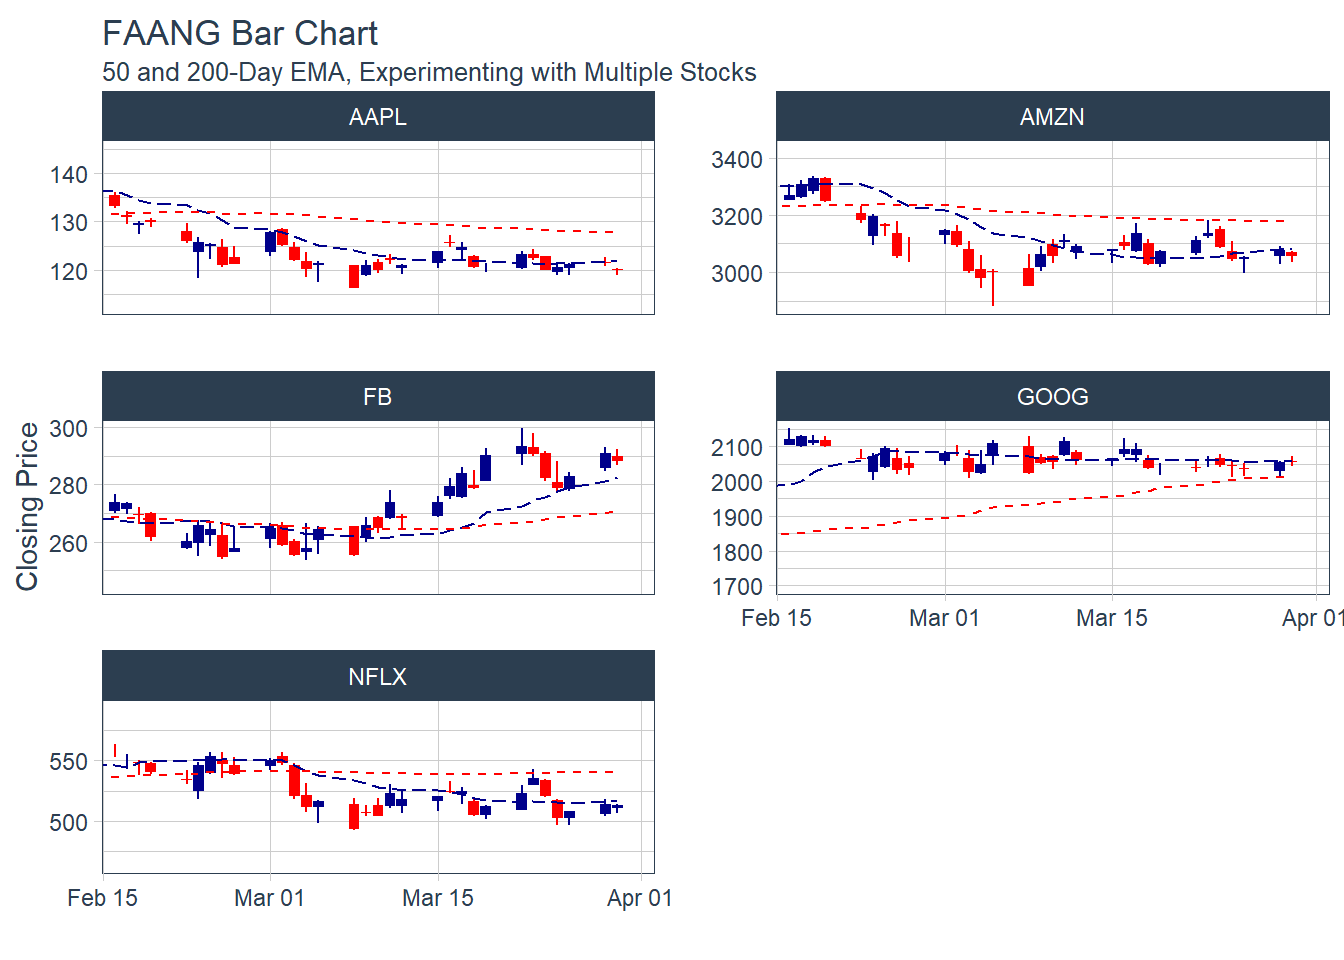 FAANG Bar Chart
50 and 200-Day EMA, Experimenting with Multiple Stocks
AAPL
140
130
120
AMZN
3400
3200
3000
Closing Price
FB
300
280
260
GOOG
2100
2000
1900
1800
1700
Feb 15
Mar 01
Mar 15
Apr 01
NFLX
550
500
Feb 15
Mar 01
Mar 15
Apr 01